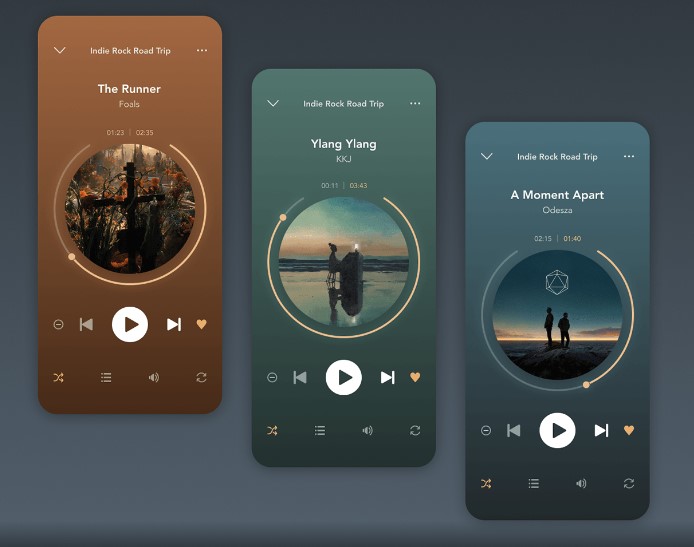 Indie Rock Road Trip
The Runner
Foals
01:23 | 02:35
Indie Rock Road Trip
Ylang Ylang
KKJ
00:11 | 03:43
Indie Rock Road Trip
A Moment Apart
Odesza
02:15 | 01:40